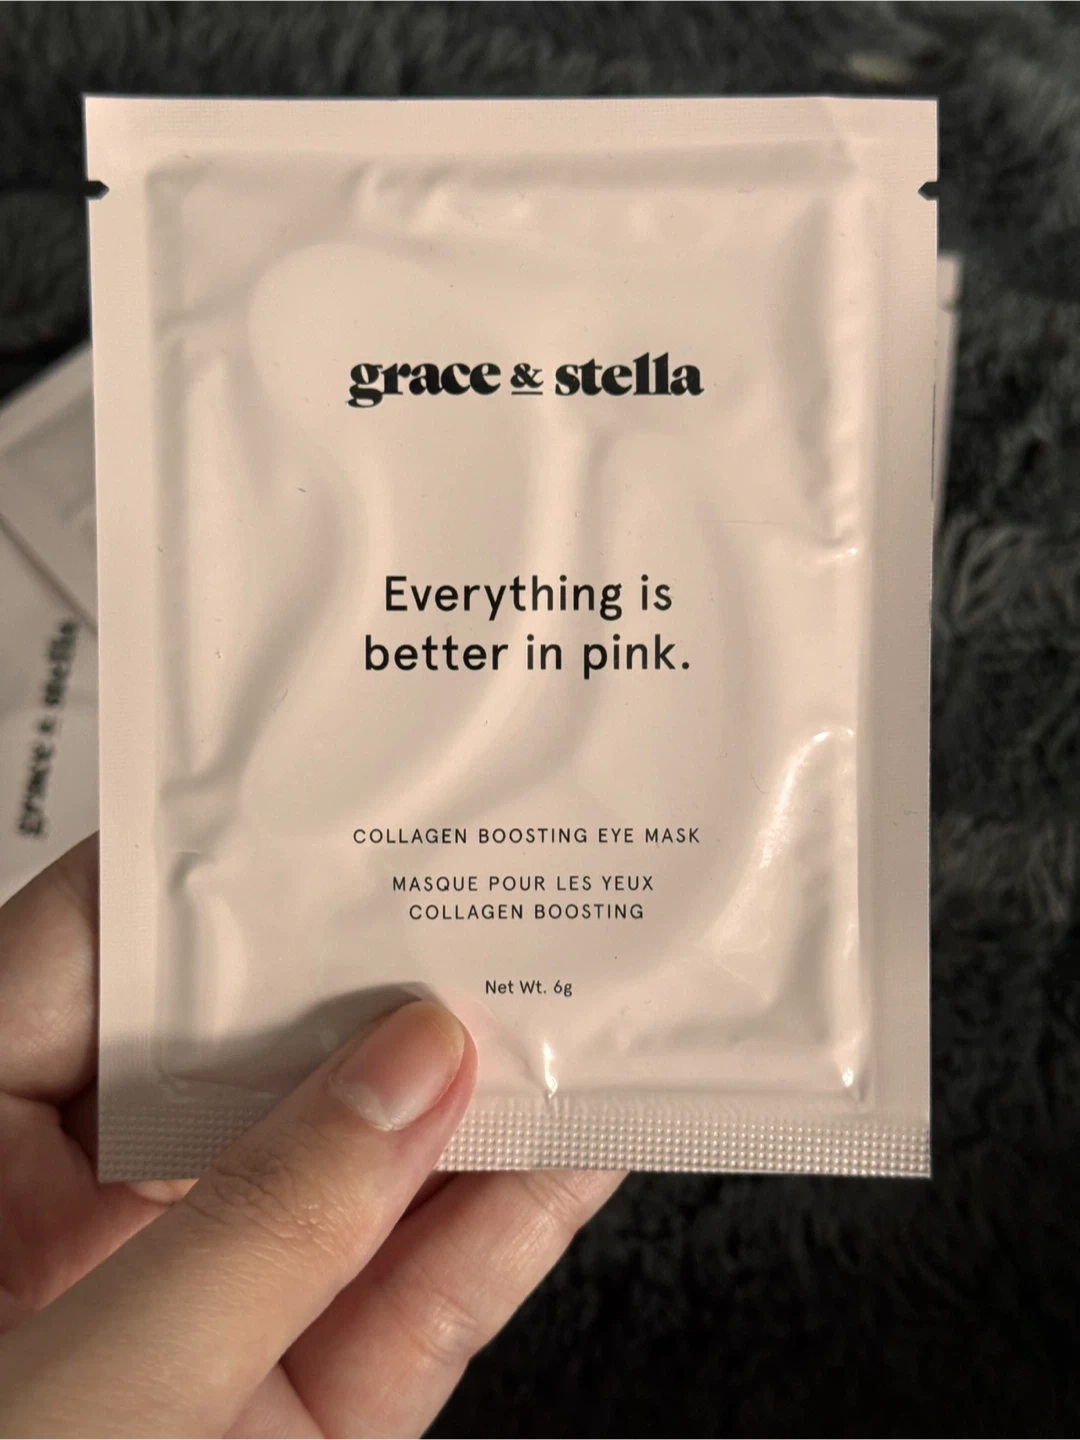 grace & stella
Everything is
better in pink.
COLLAGEN BOOSTING EYE MASK
MASQUE POUR LES YEUX
COLLAGEN BOOSTING
Net Wt. 6g
grace & stella